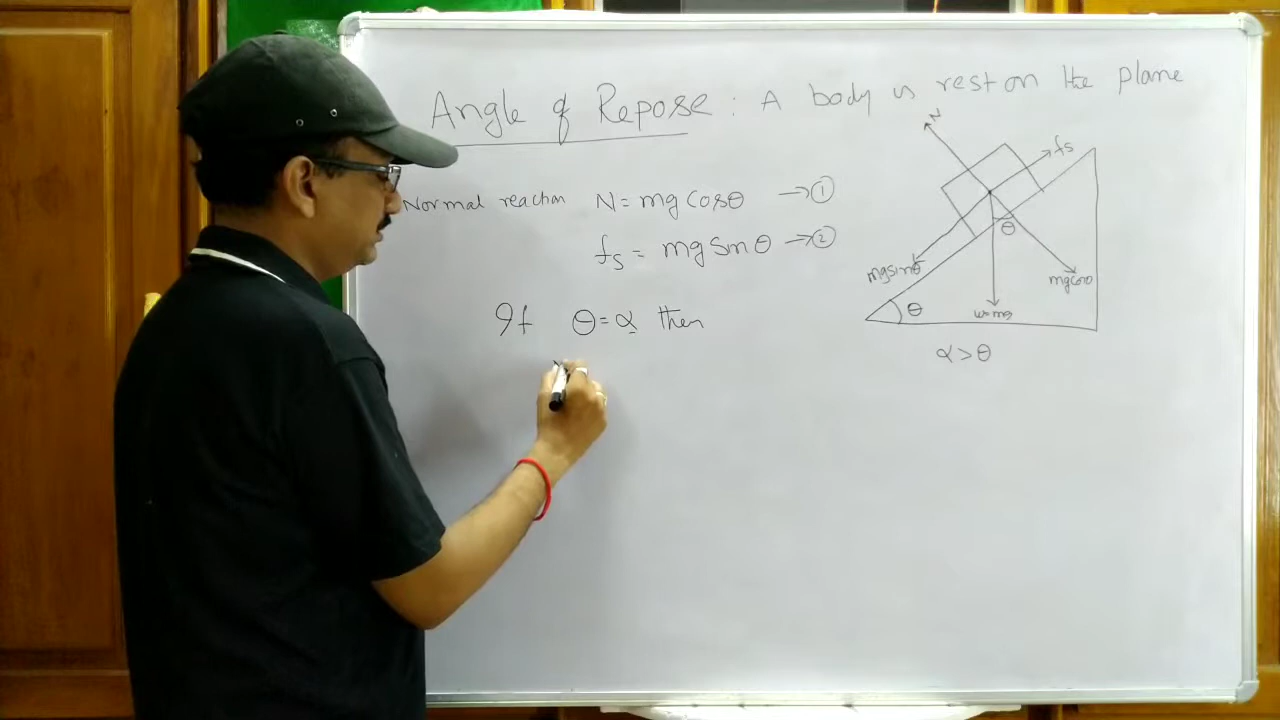 Angle of Repose : A body is rest on the plane
Normal reaction N = mg cosθ → ①
fs = mg sinθ → ②
If θ = α then
N
fs
θ
mgsinθ
mgcosθ
θ
w=mg
α > θ